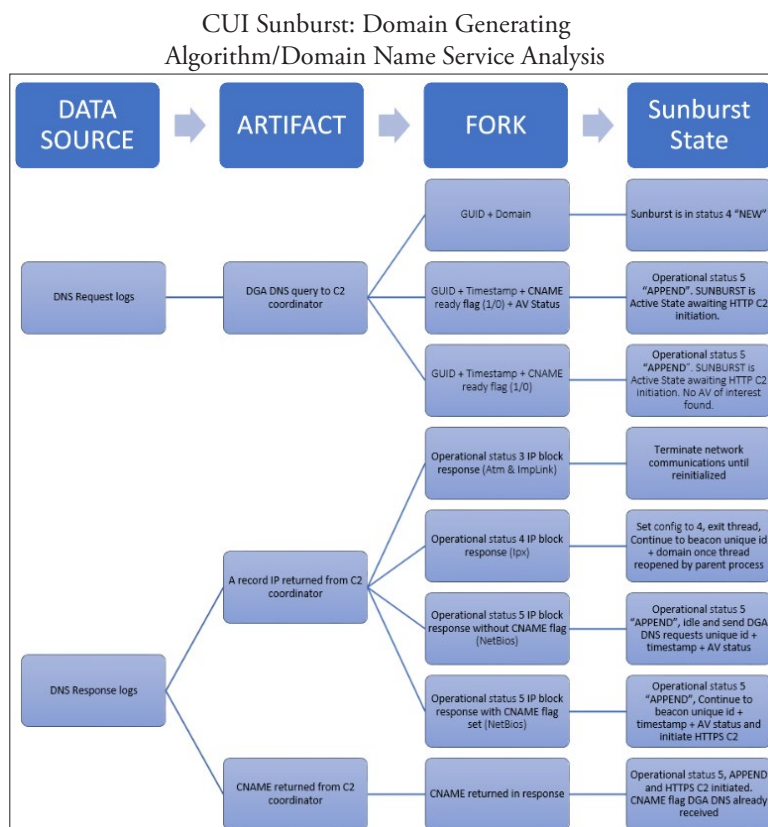 CUI Sunburst: Domain Generating
Algorithm/Domain Name Service Analysis
DATA
SOURCE
ARTIFACT
FORK
Sunburst
State
GUID + Domain
Sunburst is in status 4 "NEW"
DNS Request logs
DGA DNS query to C2
coordinator
GUID + Timestamp + CNAME
ready flag (1/0) + AV Status
Operational status 5
"APPEND". SUNBURST is
Active State awaiting HTTP C2
initiation.
GUID + Timestamp + CNAME
ready flag (1/0)
Operational status 5
"APPEND". SUNBURST is
Active State awaiting HTTP C2
initiation. No AV of interest
found.
Operational status 3 IP block
response (Atm & ImpLink)
Terminate network
communications until
reinitialized
A record IP returned from C2
coordinator
Operational status 4 IP block
response (Ipx)
Set config to 4, exit thread,
Continue to beacon unique id
+ domain once thread
reopened by parent process
Operational status 5 IP block
response without CNAME flag
(NetBios)
Operational status 5
"APPEND", idle and send DGA
DNS requests unique id +
timestamp + AV status
DNS Response logs
Operational status 5 IP block
response with CNAME flag
set (NetBios)
Operational status 5
"APPEND", Continue to
beacon unique id +
timestamp + AV status and
initiate HTTPS C2
CNAME returned from C2
coordinator
CNAME returned in response
Operational status 5, APPEND
and HTTPS C2 initiated.
CNAME flag DGA DNS already
received